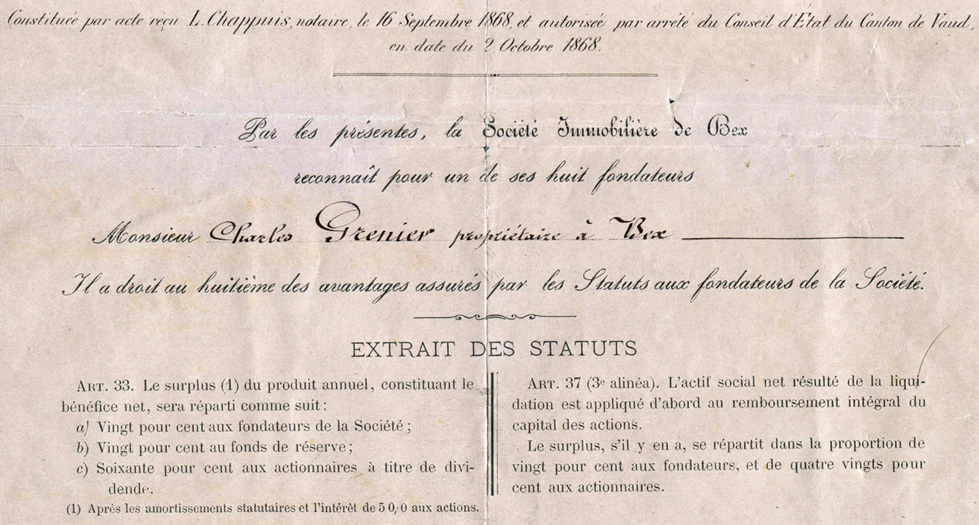 Constituée par acte reçu L. Chappuis, notaire, le 16 Septembre 1868, et autorisée par arrêté du Conseil d'État du Canton de Vaud,
en date du 2 Octobre 1868.
Par les présentes, la Société Immobilière de Bex
reconnaît pour un de ses huit fondateurs
Monsieur Charles Grenier propriétaire à Bex
Il a droit au huitième des avantages assurés par les Statuts aux fondateurs de la Société.
EXTRAIT DES STATUTS
ART. 33. Le surplus (1) du produit annuel, constituant le
bénéfice net, sera réparti comme suit :
a) Vingt pour cent aux fondateurs de la Société ;
b) Vingt pour cent au fonds de réserve ;
c) Soixante pour cent aux actionnaires à titre de divi-
dende.
(1) Après les amortissements statutaires et l'intérêt de 5 0/0 aux actions.
ART. 37 (3e alinéa). L'actif social net résulté de la liqui-
dation est appliqué d'abord au remboursement intégral du
capital des actions.
Le surplus, s'il y en a, se répartit dans la proportion de
vingt pour cent aux fondateurs, et de quatre vingts pour
cent aux actionnaires.